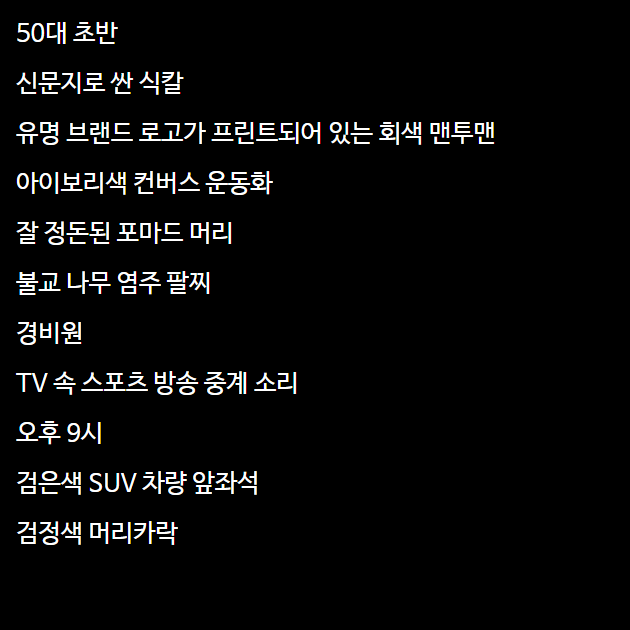 50대 초반
신문지로 싼 식칼
유명 브랜드 로고가 프린트되어 있는 회색 맨투맨
아이보리색 컨버스 운동화
잘 정돈된 포마드 머리
불교 나무 염주 팔찌
경비원
TV 속 스포츠 방송 중계 소리
오후 9시
검은색 SUV 차량 앞좌석
검정색 머리카락